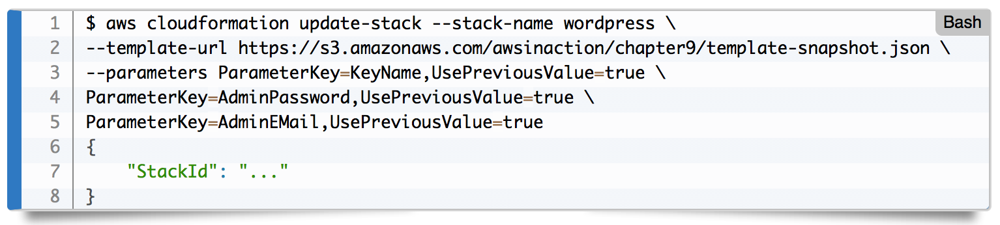 Bash
1 $ aws cloudformation update-stack --stack-name wordpress \
2 --template-url https://s3.amazonaws.com/awsinaction/chapter9/template-snapshot.json \
3 --parameters ParameterKey=KeyName,UsePreviousValue=true \
4 ParameterKey=AdminPassword,UsePreviousValue=true \
5 ParameterKey=AdminEMail,UsePreviousValue=true
6 {
7     "StackId": "..."
8 }